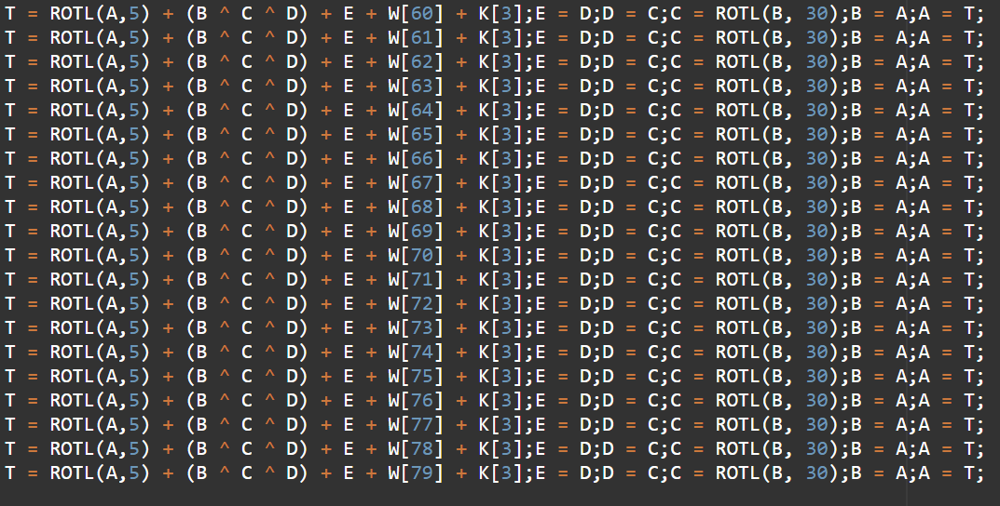 T = ROTL(A,5) + (B ^ C ^ D) + E + W[60] + K[3];E = D;D = C;C = ROTL(B, 30);B = A;A = T;
T = ROTL(A,5) + (B ^ C ^ D) + E + W[61] + K[3];E = D;D = C;C = ROTL(B, 30);B = A;A = T;
T = ROTL(A,5) + (B ^ C ^ D) + E + W[62] + K[3];E = D;D = C;C = ROTL(B, 30);B = A;A = T;
T = ROTL(A,5) + (B ^ C ^ D) + E + W[63] + K[3];E = D;D = C;C = ROTL(B, 30);B = A;A = T;
T = ROTL(A,5) + (B ^ C ^ D) + E + W[64] + K[3];E = D;D = C;C = ROTL(B, 30);B = A;A = T;
T = ROTL(A,5) + (B ^ C ^ D) + E + W[65] + K[3];E = D;D = C;C = ROTL(B, 30);B = A;A = T;
T = ROTL(A,5) + (B ^ C ^ D) + E + W[66] + K[3];E = D;D = C;C = ROTL(B, 30);B = A;A = T;
T = ROTL(A,5) + (B ^ C ^ D) + E + W[67] + K[3];E = D;D = C;C = ROTL(B, 30);B = A;A = T;
T = ROTL(A,5) + (B ^ C ^ D) + E + W[68] + K[3];E = D;D = C;C = ROTL(B, 30);B = A;A = T;
T = ROTL(A,5) + (B ^ C ^ D) + E + W[69] + K[3];E = D;D = C;C = ROTL(B, 30);B = A;A = T;
T = ROTL(A,5) + (B ^ C ^ D) + E + W[70] + K[3];E = D;D = C;C = ROTL(B, 30);B = A;A = T;
T = ROTL(A,5) + (B ^ C ^ D) + E + W[71] + K[3];E = D;D = C;C = ROTL(B, 30);B = A;A = T;
T = ROTL(A,5) + (B ^ C ^ D) + E + W[72] + K[3];E = D;D = C;C = ROTL(B, 30);B = A;A = T;
T = ROTL(A,5) + (B ^ C ^ D) + E + W[73] + K[3];E = D;D = C;C = ROTL(B, 30);B = A;A = T;
T = ROTL(A,5) + (B ^ C ^ D) + E + W[74] + K[3];E = D;D = C;C = ROTL(B, 30);B = A;A = T;
T = ROTL(A,5) + (B ^ C ^ D) + E + W[75] + K[3];E = D;D = C;C = ROTL(B, 30);B = A;A = T;
T = ROTL(A,5) + (B ^ C ^ D) + E + W[76] + K[3];E = D;D = C;C = ROTL(B, 30);B = A;A = T;
T = ROTL(A,5) + (B ^ C ^ D) + E + W[77] + K[3];E = D;D = C;C = ROTL(B, 30);B = A;A = T;
T = ROTL(A,5) + (B ^ C ^ D) + E + W[78] + K[3];E = D;D = C;C = ROTL(B, 30);B = A;A = T;
T = ROTL(A,5) + (B ^ C ^ D) + E + W[79] + K[3];E = D;D = C;C = ROTL(B, 30);B = A;A = T;